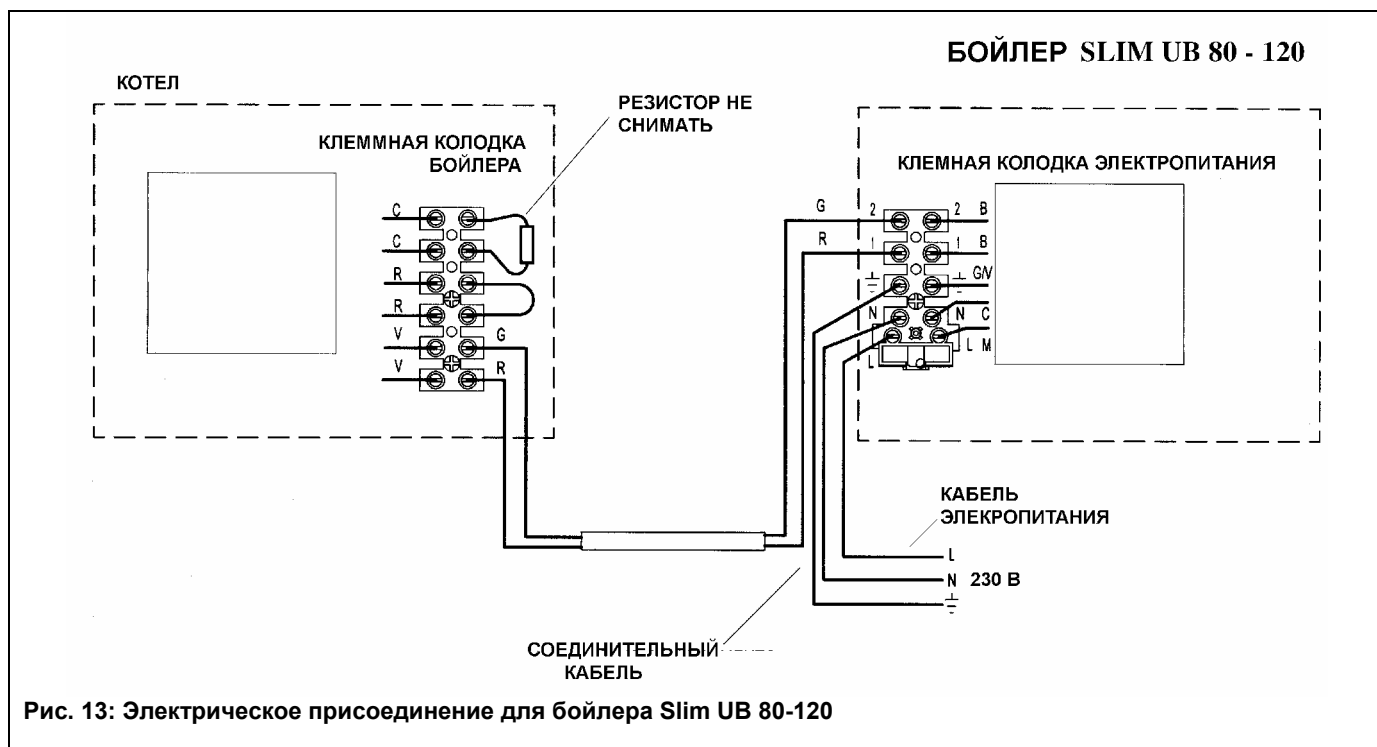 БОЙЛЕР SLIM UB 80 - 120
КОТЕЛ
РЕЗИСТОР НЕ
СНИМАТЬ
КЛЕММНАЯ КОЛОДКА
БОЙЛЕРА
КЛЕМНАЯ КОЛОДКА ЭЛЕКТРОПИТАНИЯ
C
C
R
R
V
V
G
R
G
R
2
1
N
L
2 B
1 B
G/V
N
C
L M
КАБЕЛЬ
ЭЛЕКРОПИТАНИЯ
L
N 230 В
СОЕДИНИТЕЛЬНЫЙ
КАБЕЛЬ
Рис. 13: Электрическое присоединение для бойлера Slim UB 80-120